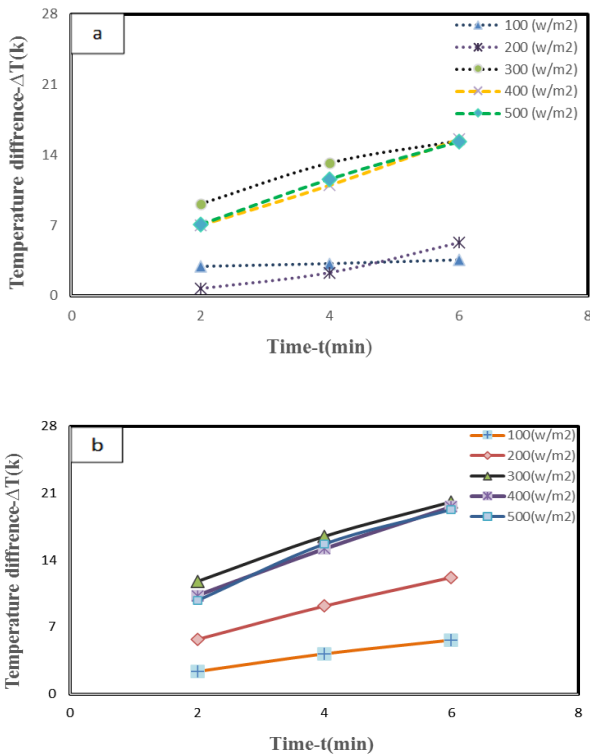 a
100 (w/m2)
200 (w/m2)
300 (w/m2)
400 (w/m2)
500 (w/m2)
28
21
14
7
0
Temperature diffrence-ΔT(k)
0
2
4
6
8
Time-t(min)
b
100(w/m2)
200(w/m2)
300(w/m2)
400(w/m2)
500(w/m2)
28
21
14
7
0
Temperature diffrence-ΔT(k)
0
2
4
6
8
Time-t(min)